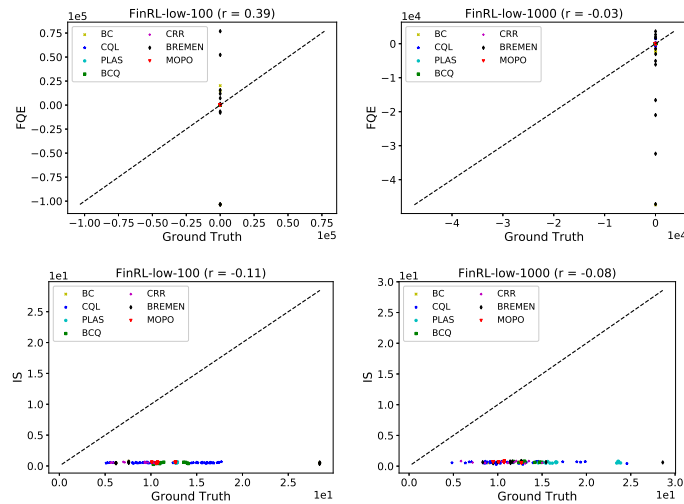 FinRL-low-100 (r = 0.39)
1e5
BC
CQL
PLAS
BCQ
CRR
BREMEN
MOPO
0.75
0.50
0.25
0.00
−0.25
−0.50
−0.75
−1.00
FQE
−1.00 −0.75 −0.50 −0.25 0.00 0.25 0.50 0.75
Ground Truth
1e5
FinRL-low-1000 (r = -0.03)
1e4
BC
CQL
PLAS
BCQ
CRR
BREMEN
MOPO
0
−1
−2
−3
−4
FQE
−4 −3 −2 −1 0
Ground Truth
1e4
FinRL-low-100 (r = -0.11)
1e1
BC
CQL
PLAS
BCQ
CRR
BREMEN
MOPO
2.5
2.0
1.5
1.0
0.5
0.0
IS
0.0 0.5 1.0 1.5 2.0 2.5
Ground Truth
1e1
FinRL-low-1000 (r = -0.08)
1e1
BC
CQL
PLAS
BCQ
CRR
BREMEN
MOPO
3.0
2.5
2.0
1.5
1.0
0.5
0.0
IS
0.0 0.5 1.0 1.5 2.0 2.5 3.0
Ground Truth
1e1